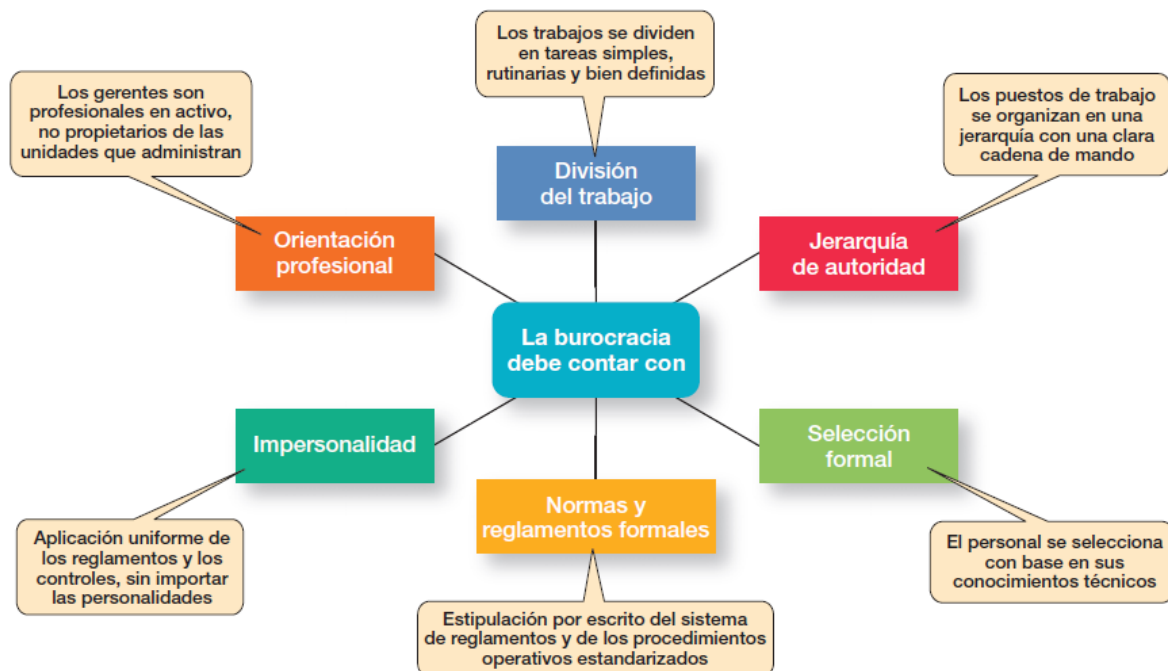 Los trabajos se dividen
en tareas simples,
rutinarias y bien definidas
Los gerentes son
profesionales en activo,
no propietarios de las
unidades que administran
Los puestos de trabajo
se organizan en una
jerarquía con una clara
cadena de mando
División
del trabajo
Orientación
profesional
Jerarquía
de autoridad
La burocracia
debe contar con
Impersonalidad
Selección
formal
Normas y
reglamentos formales
Aplicación uniforme de
los reglamentos y los
controles, sin importar
las personalidades
El personal se selecciona
con base en sus
conocimientos técnicos
Estipulación por escrito del sistema
de reglamentos y de los procedimientos
operativos estandarizados